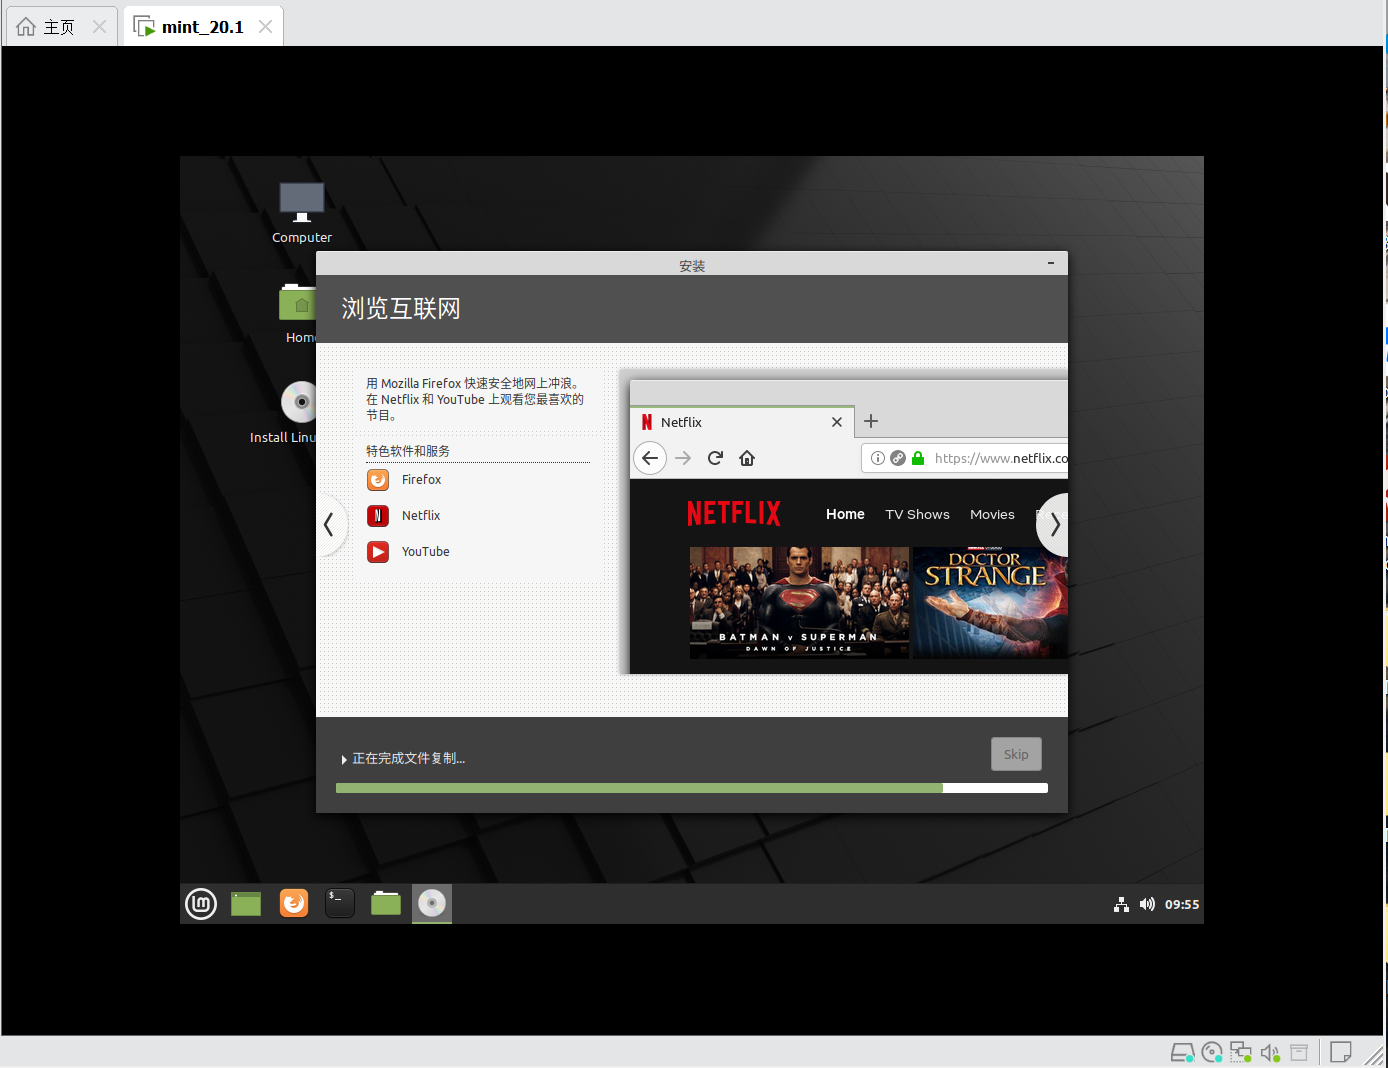 主页
mint_20.1
Computer
Home
Install Linu
安装
浏览互联网
用 Mozilla Firefox 快速安全地网上冲浪。
在 Netflix 和 YouTube 上观看您最喜欢的
节目。
特色软件和服务
Firefox
Netflix
YouTube
Netflix
https://www.netflix.co
NETFLIX
Home TV Shows Movies
BATMAN v SUPERMAN
DAWN OF JUSTICE
DOCTOR
STRANGE
正在完成文件复制...
Skip
09:55